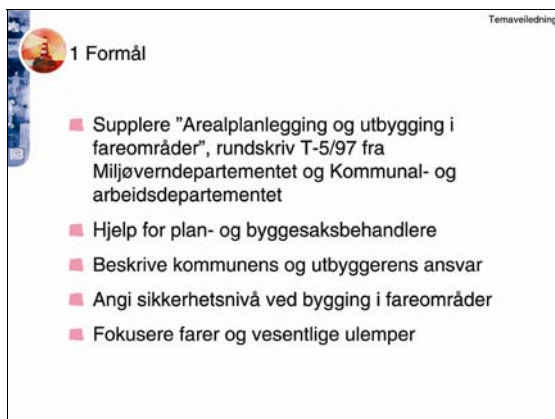 Temaveiledning
1 Formål
Supplere ”Arealplanlegging og utbygging i
fareområder”, rundskriv T-5/97 fra
Miljøverndepartementet og Kommunal- og
arbeidsdepartementet
Hjelp for plan- og byggesaksbehandlere
Beskrive kommunens og utbyggerens ansvar
Angi sikkerhetsnivå ved bygging i fareområder
Fokusere farer og vesentlige ulemper